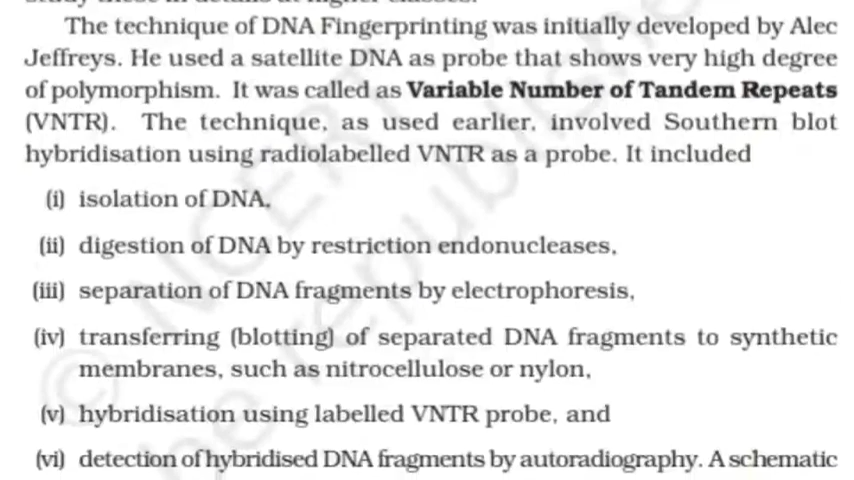 The technique of DNA Fingerprinting was initially developed by Alec
Jeffreys. He used a satellite DNA as probe that shows very high degree
of polymorphism. It was called as Variable Number of Tandem Repeats
(VNTR). The technique, as used earlier, involved Southern blot
hybridisation using radiolabelled VNTR as a probe. It included
(i) isolation of DNA,
(ii) digestion of DNA by restriction endonucleases,
(iii) separation of DNA fragments by electrophoresis,
(iv) transferring (blotting) of separated DNA fragments to synthetic
membranes, such as nitrocellulose or nylon,
(v) hybridisation using labelled VNTR probe, and
(vi) detection of hybridised DNA fragments by autoradiography. A schematic
© NCERT
be republished